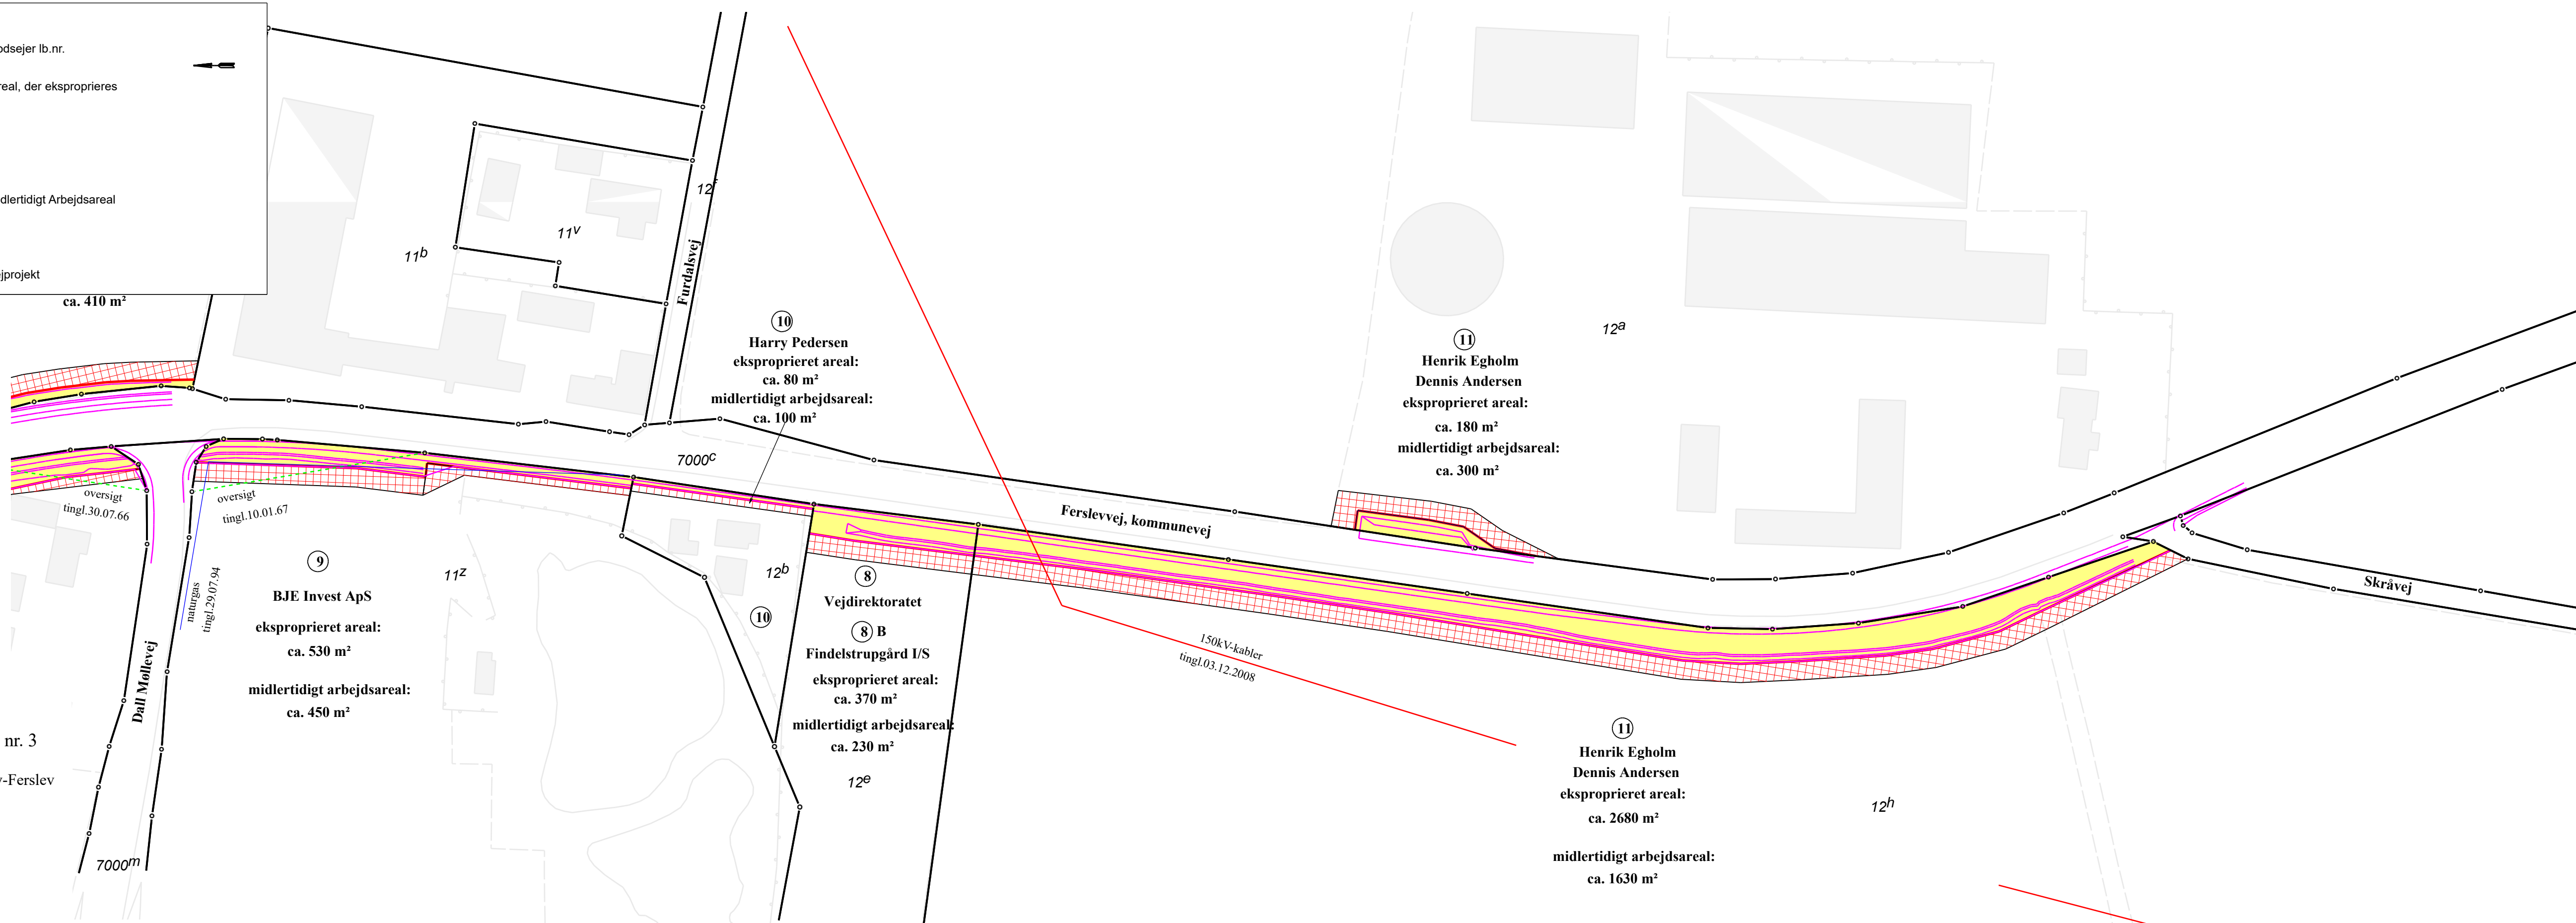 odsejer lb.nr.
real, der eksproprieres
dlertidigt Arbejdsareal
ejprojekt
ca. 410 m²
11b
11v
12f
Furdalsvej
10
Harry Pedersen
eksproprieret areal:
ca. 80 m²
midlertidigt arbejdsareal:
ca. 100 m²
7000c
Ferslevvej, kommunevej
11
Henrik Egholm
Dennis Andersen
eksproprieret areal:
ca. 180 m²
midlertidigt arbejdsareal:
ca. 300 m²
12a
Skråvej
oversigt
tingl.30.07.66
oversigt
tingl.10.01.67
naturgas
tingl.29.07.94
Dall Møllevej
9
BJE Invest ApS
eksproprieret areal:
ca. 530 m²
midlertidigt arbejdsareal:
ca. 450 m²
11z
12b
10
8
Vejdirektoratet
8 B
Findelstrupgård I/S
eksproprieret areal:
ca. 370 m²
midlertidigt arbejdsareal:
ca. 230 m²
12e
150kV-kabler
tingl.03.12.2008
11
Henrik Egholm
Dennis Andersen
eksproprieret areal:
ca. 2680 m²
midlertidigt arbejdsareal:
ca. 1630 m²
12h
nr. 3
-Ferslev
7000m